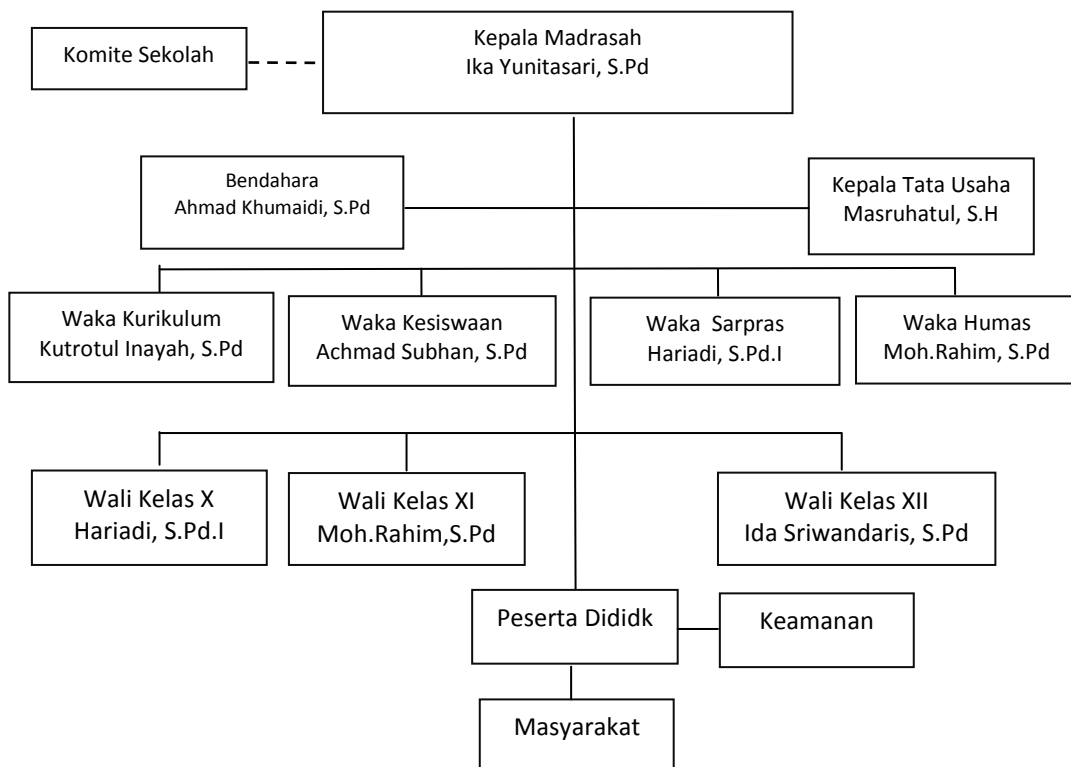 Komite Sekolah
Kepala Madrasah
Ika Yunitasari, S.Pd
Bendahara
Ahmad Khumaidi, S.Pd
Kepala Tata Usaha
Masruhatul, S.H
Waka Kurikulum
Kutrotul Inayah, S.Pd
Waka Kesiswaan
Achmad Subhan, S.Pd
Waka  Sarpras
Hariadi, S.Pd.I
Waka Humas
Moh.Rahim, S.Pd
Wali Kelas X
Hariadi, S.Pd.I
Wali Kelas XI
Moh.Rahim,S.Pd
Wali Kelas XII
Ida Sriwandaris, S.Pd
Peserta Dididk
Keamanan
Masyarakat